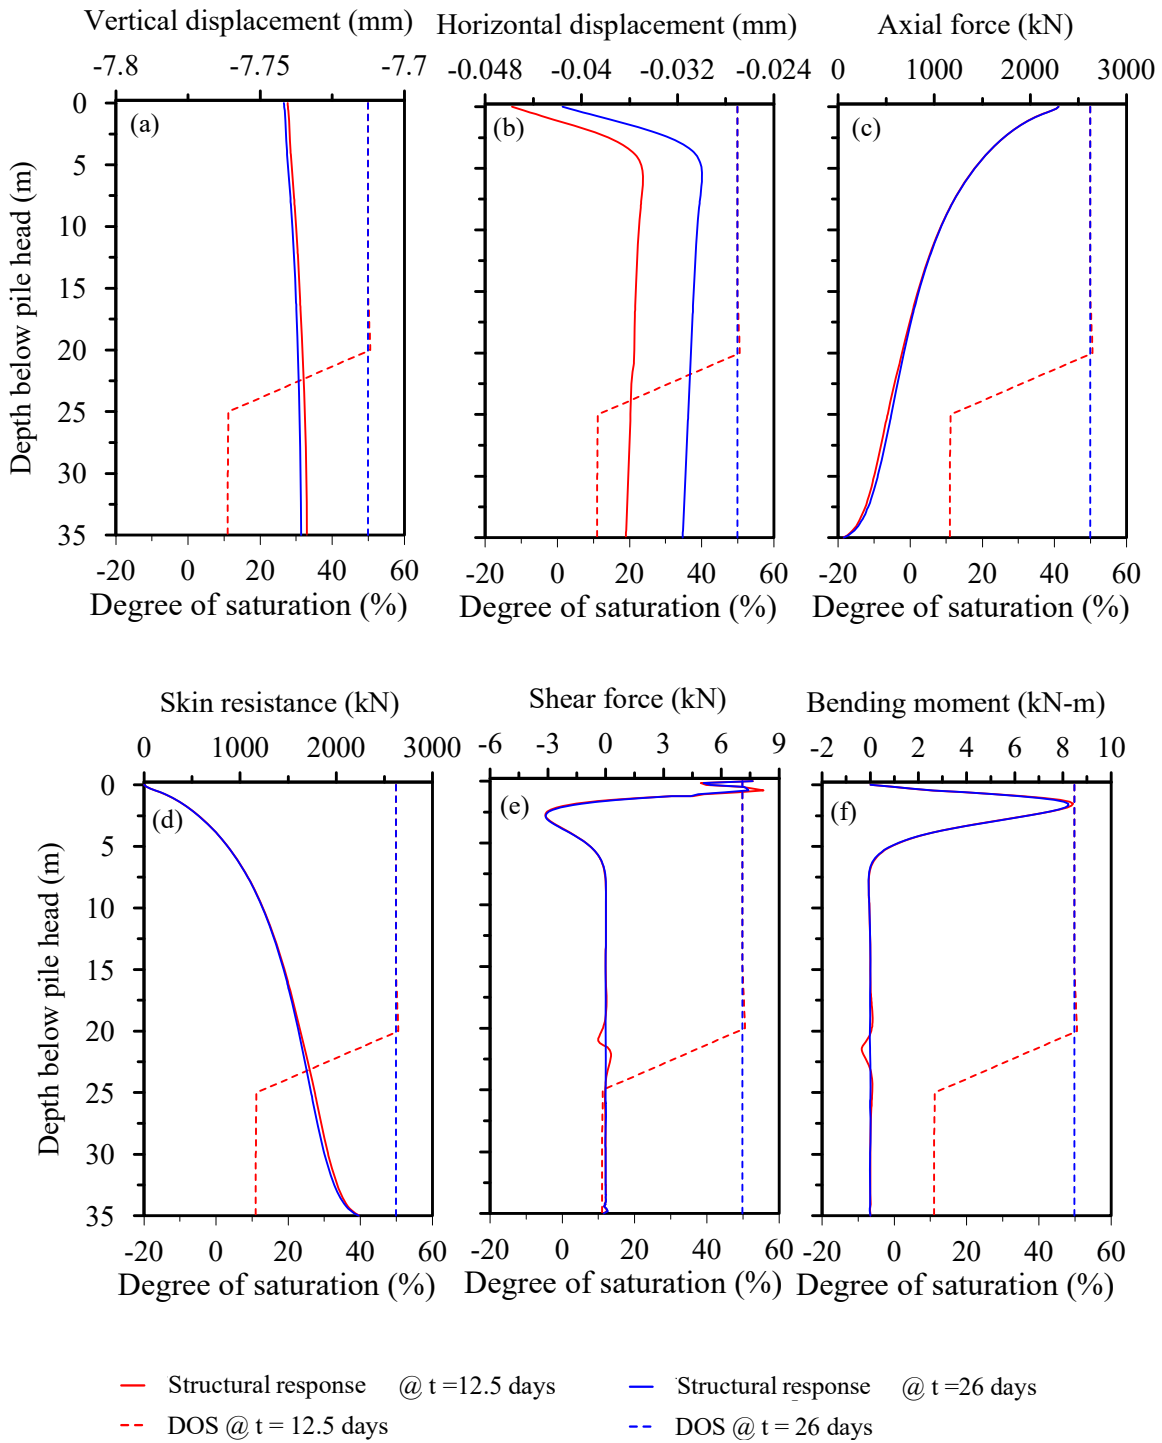 Vertical displacement (mm)
Horizontal displacement (mm)
Axial force (kN)
-7.8 -7.75 -7.7
-0.048 -0.04 -0.032 -0.024
0 1000 2000 3000
(a)
(b)
(c)
Depth below pile head (m)
0
5
10
15
20
25
30
35
-20 0 20 40 60
-20 0 20 40 60
-20 0 20 40 60
Degree of saturation (%)
Degree of saturation (%)
Degree of saturation (%)
Skin resistance (kN)
Shear force (kN)
Bending moment (kN-m)
0 1000 2000 3000
-6 -3 0 3 6 9
-2 0 2 4 6 8 10
(d)
(e)
(f)
Depth below pile head (m)
0
5
10
15
20
25
30
35
-20 0 20 40 60
-20 0 20 40 60
-20 0 20 40 60
Degree of saturation (%)
Degree of saturation (%)
Degree of saturation (%)
Structural response @ t =12.5 days
Structural response @ t =26 days
DOS @ t = 12.5 days
DOS @ t = 26 days